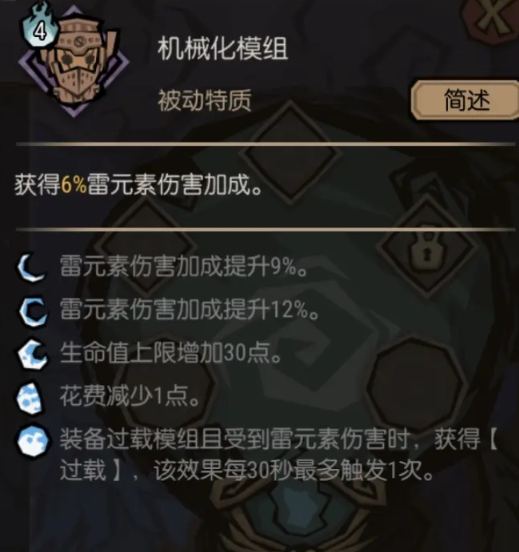 4
机械化模组
被动特质
简述
获得6%雷元素伤害加成。
雷元素伤害加成提升9%。
雷元素伤害加成提升12%。
生命值上限增加30点。
花费减少1点。
装备过载模组且受到雷元素伤害时，获得【
过载】，该效果每30秒最多触发1次。